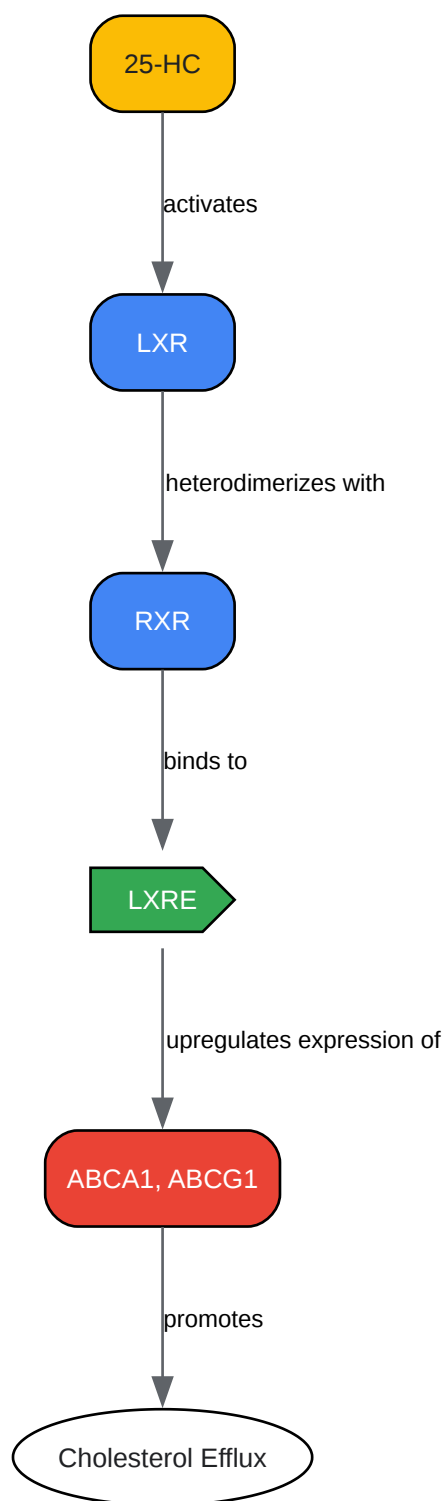 25-HC
activates
LXR
heterodimerizes with
RXR
binds to
LXRE
upregulates expression of
ABCA1, ABCG1
promotes
Cholesterol Efflux